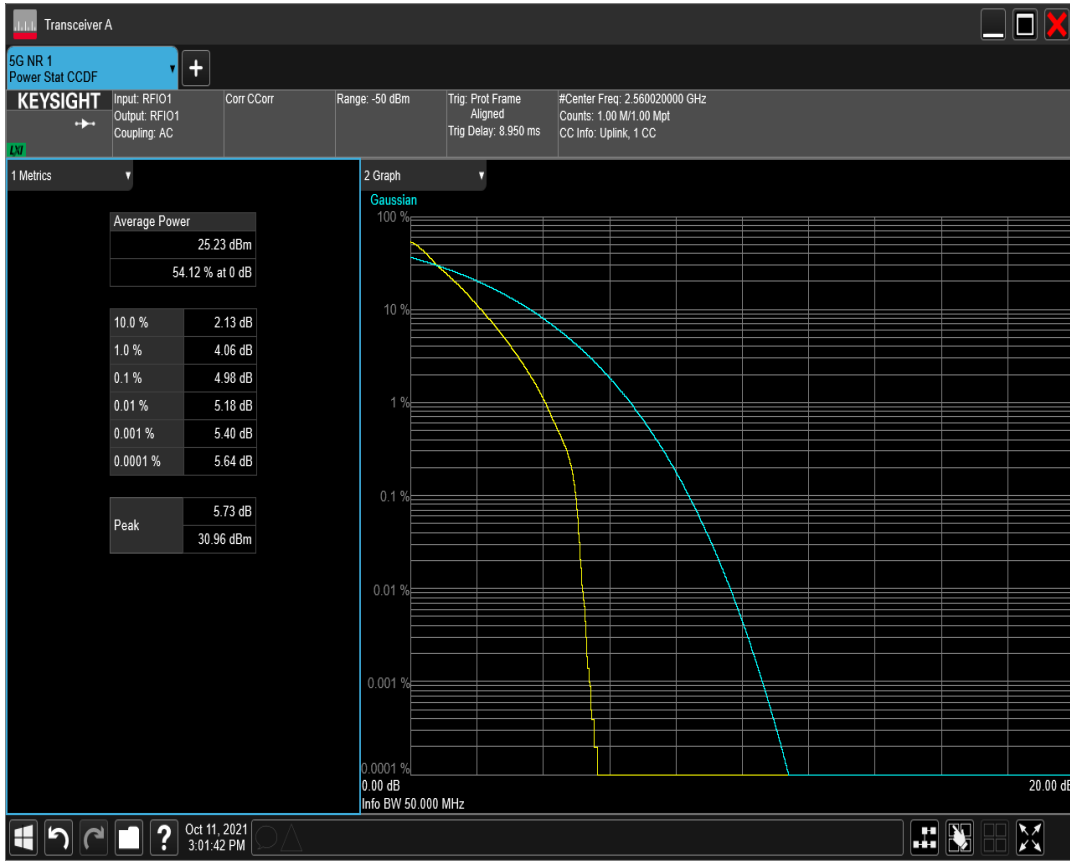 Transceiver A
5G NR 1
Power Stat CCDF
KEYSIGHT
LXI
Input: RFIO1
Output: RFIO1
Coupling: AC
Corr CCorr
Range: -50 dBm
Trig: Prot Frame
Aligned
Trig Delay: 8.950 ms
#Center Freq: 2.560020000 GHz
Counts: 1.00 M/1.00 Mpt
CC Info: Uplink, 1 CC
1 Metrics
Average Power
25.23 dBm
54.12 % at 0 dB
10.0 % 2.13 dB
1.0 % 4.06 dB
0.1 % 4.98 dB
0.01 % 5.18 dB
0.001 % 5.40 dB
0.0001 % 5.64 dB
Peak
5.73 dB
30.96 dBm
2 Graph
Gaussian
100 %
10 %
1 %
0.1 %
0.01 %
0.001 %
0.0001 %
0.00 dB 20.00 dB
Info BW 50.000 MHz
? Oct 11, 2021
3:01:42 PM